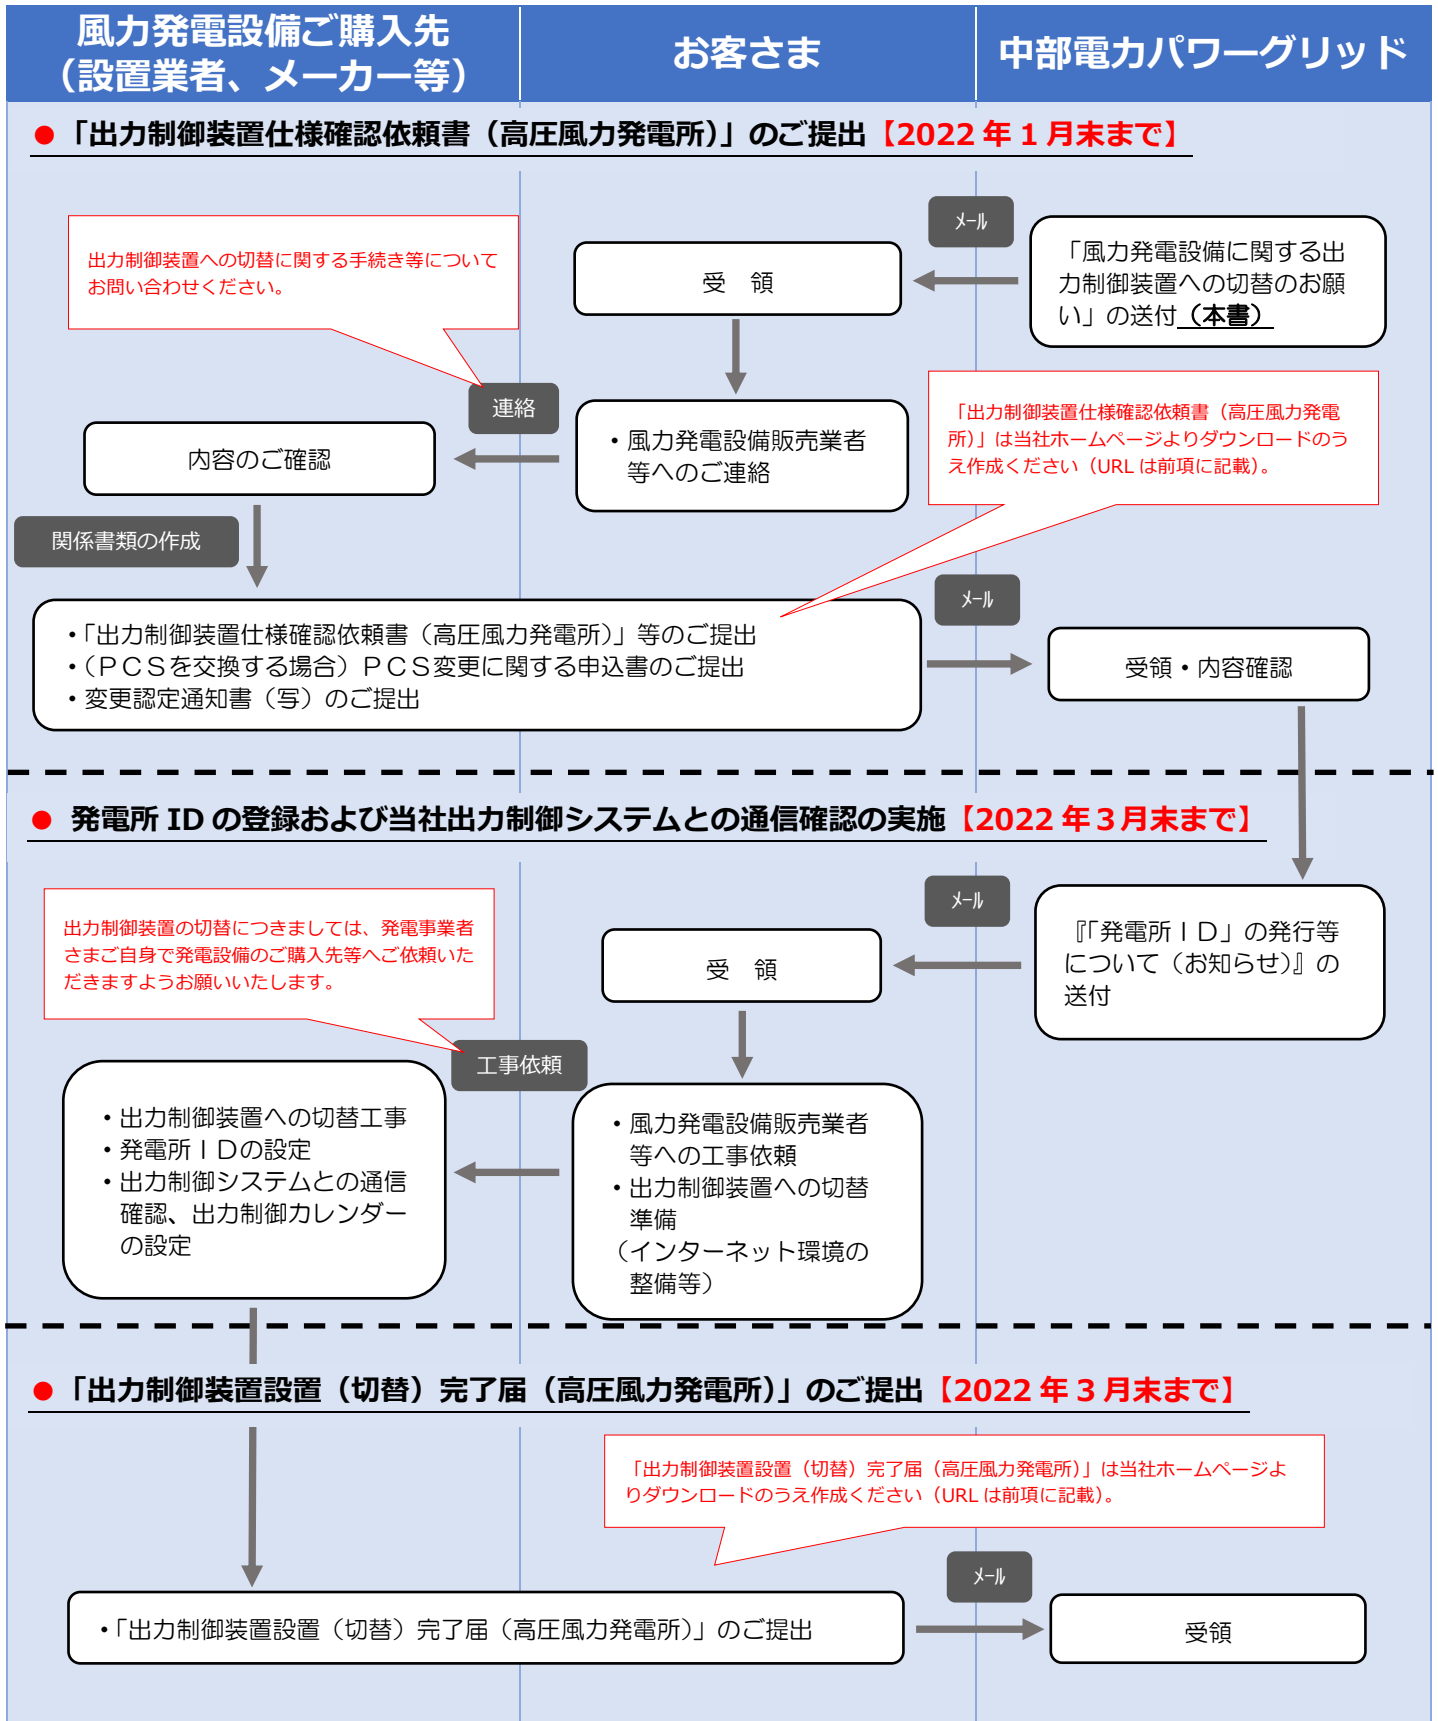 風力発電設備ご購入先
（設置業者、メーカー等）
お客さま
中部電力パワーグリッド
●「出力制御装置仕様確認依頼書（高圧風力発電所）」のご提出【2022 年 1 月末まで】
メール
「風力発電設備に関する出
力制御装置への切替のお願
い」の送付（本書）
受　領
出力制御装置への切替に関する手続き等について
お問い合わせください。
連絡
・風力発電設備販売業者
等へのご連絡
「出力制御装置仕様確認依頼書（高圧風力発電
所）」は当社ホームページよりダウンロードのう
え作成ください（URL は前項に記載）。
内容のご確認
関係書類の作成
・「出力制御装置仕様確認依頼書（高圧風力発電所）」等のご提出
・（ＰＣＳを交換する場合）ＰＣＳ変更に関する申込書のご提出
・変更認定通知書（写）のご提出
メール
受領・内容確認
● 発電所 ID の登録および当社出力制御システムとの通信確認の実施【2022 年３月末まで】
メール
『「発電所ＩＤ」の発行等
について（お知らせ）』の
送付
受　領
出力制御装置の切替につきましては、発電事業者
さまご自身で発電設備のご購入先等へご依頼いた
だきますようお願いいたします。
工事依頼
・風力発電設備販売業者
等への工事依頼
・出力制御装置への切替
準備
（インターネット環境の
整備等）
・出力制御装置への切替工事
・発電所ＩＤの設定
・出力制御システムとの通信
確認、出力制御カレンダー
の設定
●「出力制御装置設置（切替）完了届（高圧風力発電所）」のご提出【2022 年 3 月末まで】
「出力制御装置設置（切替）完了届（高圧風力発電所）」は当社ホームページよ
りダウンロードのうえ作成ください（URL は前項に記載）。
・「出力制御装置設置（切替）完了届（高圧風力発電所）」のご提出
メール
受領